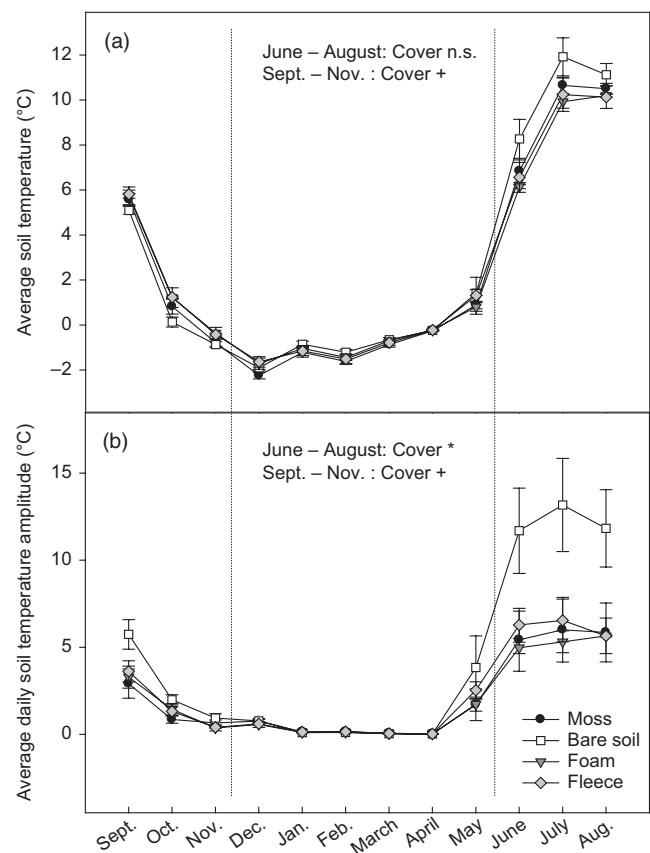 (a)
June – August: Cover n.s.
Sept. – Nov. : Cover +
Average soil temperature (°C)
12
10
8
6
4
2
0
–2
(b)
June – August: Cover *
Sept. – Nov. : Cover +
Average daily soil temperature amplitude (°C)
15
10
5
0
Moss
Bare soil
Foam
Fleece
Sept.
Oct.
Nov.
Dec.
Jan.
Feb.
March
April
May
June
July
Aug.